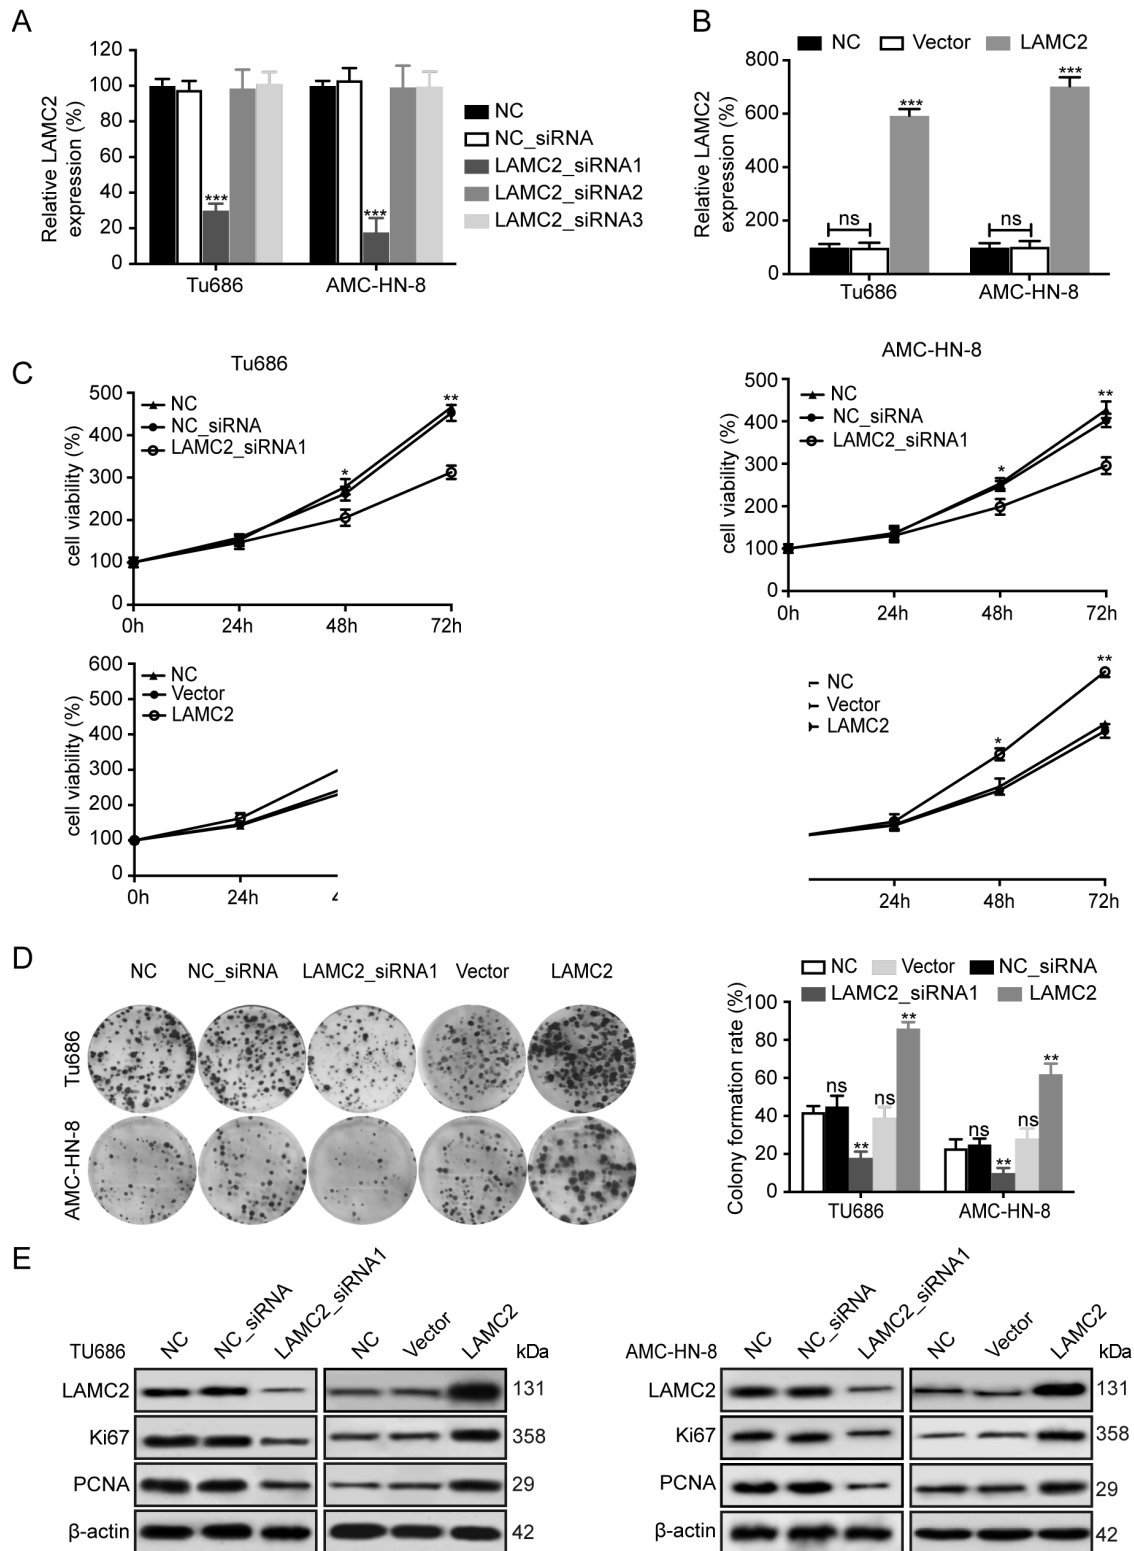 A
Relative LAMC2
expression (%)
120
100
80
60
40
20
0
***
***
Tu686
AMC-HN-8
NC
NC_siRNA
LAMC2_siRNA1
LAMC2_siRNA2
LAMC2_siRNA3
B
NC Vector LAMC2
Relative LAMC2
expression (%)
800
600
400
200
0
ns
***
ns
***
Tu686
AMC-HN-8
C
Tu686
cell viability (%)
500
400
300
200
100
0
NC
NC_siRNA
LAMC2_siRNA1
*
**
0h 24h 48h 72h
AMC-HN-8
cell viability (%)
500
400
300
200
100
0
NC
NC_siRNA
LAMC2_siRNA1
*
**
0h 24h 48h 72h
cell viability (%)
600
500
400
300
200
100
0
NC
Vector
LAMC2
0h 24h
NC
Vector
LAMC2
*
**
24h 48h 72h
D
NC NC_siRNA LAMC2_siRNA1 Vector LAMC2
Tu686
AMC-HN-8
NC Vector NC_siRNA
LAMC2_siRNA1 LAMC2
Colony formation rate (%)
100
80
60
40
20
0
ns
**
ns
**
ns
**
ns
**
TU686
AMC-HN-8
E
TU686 NC NC_siRNA LAMC2_siRNA1 NC Vector LAMC2 kDa
LAMC2 131
Ki67 358
PCNA 29
β-actin 42
AMC-HN-8 NC NC_siRNA LAMC2_siRNA1 NC Vector LAMC2 kDa
LAMC2 131
Ki67 358
PCNA 29
β-actin 42